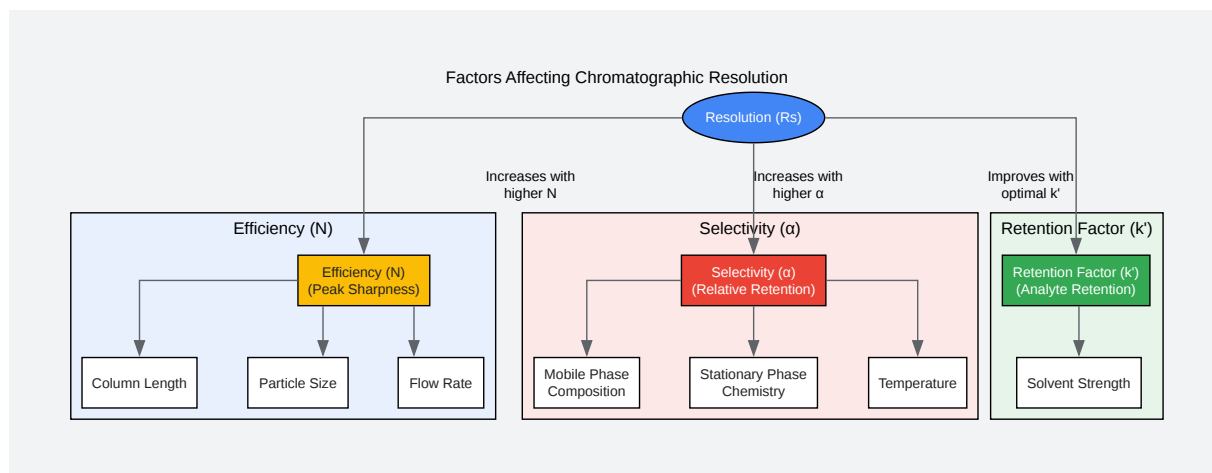 Factors Affecting Chromatographic Resolution
Resolution (Rs)
Increases with
higher N
Increases with
higher α
Improves with
optimal k'
Efficiency (N)
Efficiency (N)
(Peak Sharpness)
Column Length
Particle Size
Flow Rate
Selectivity (α)
Selectivity (α)
(Relative Retention)
Mobile Phase
Composition
Stationary Phase
Chemistry
Temperature
Retention Factor (k')
Retention Factor (k')
(Analyte Retention)
Solvent Strength